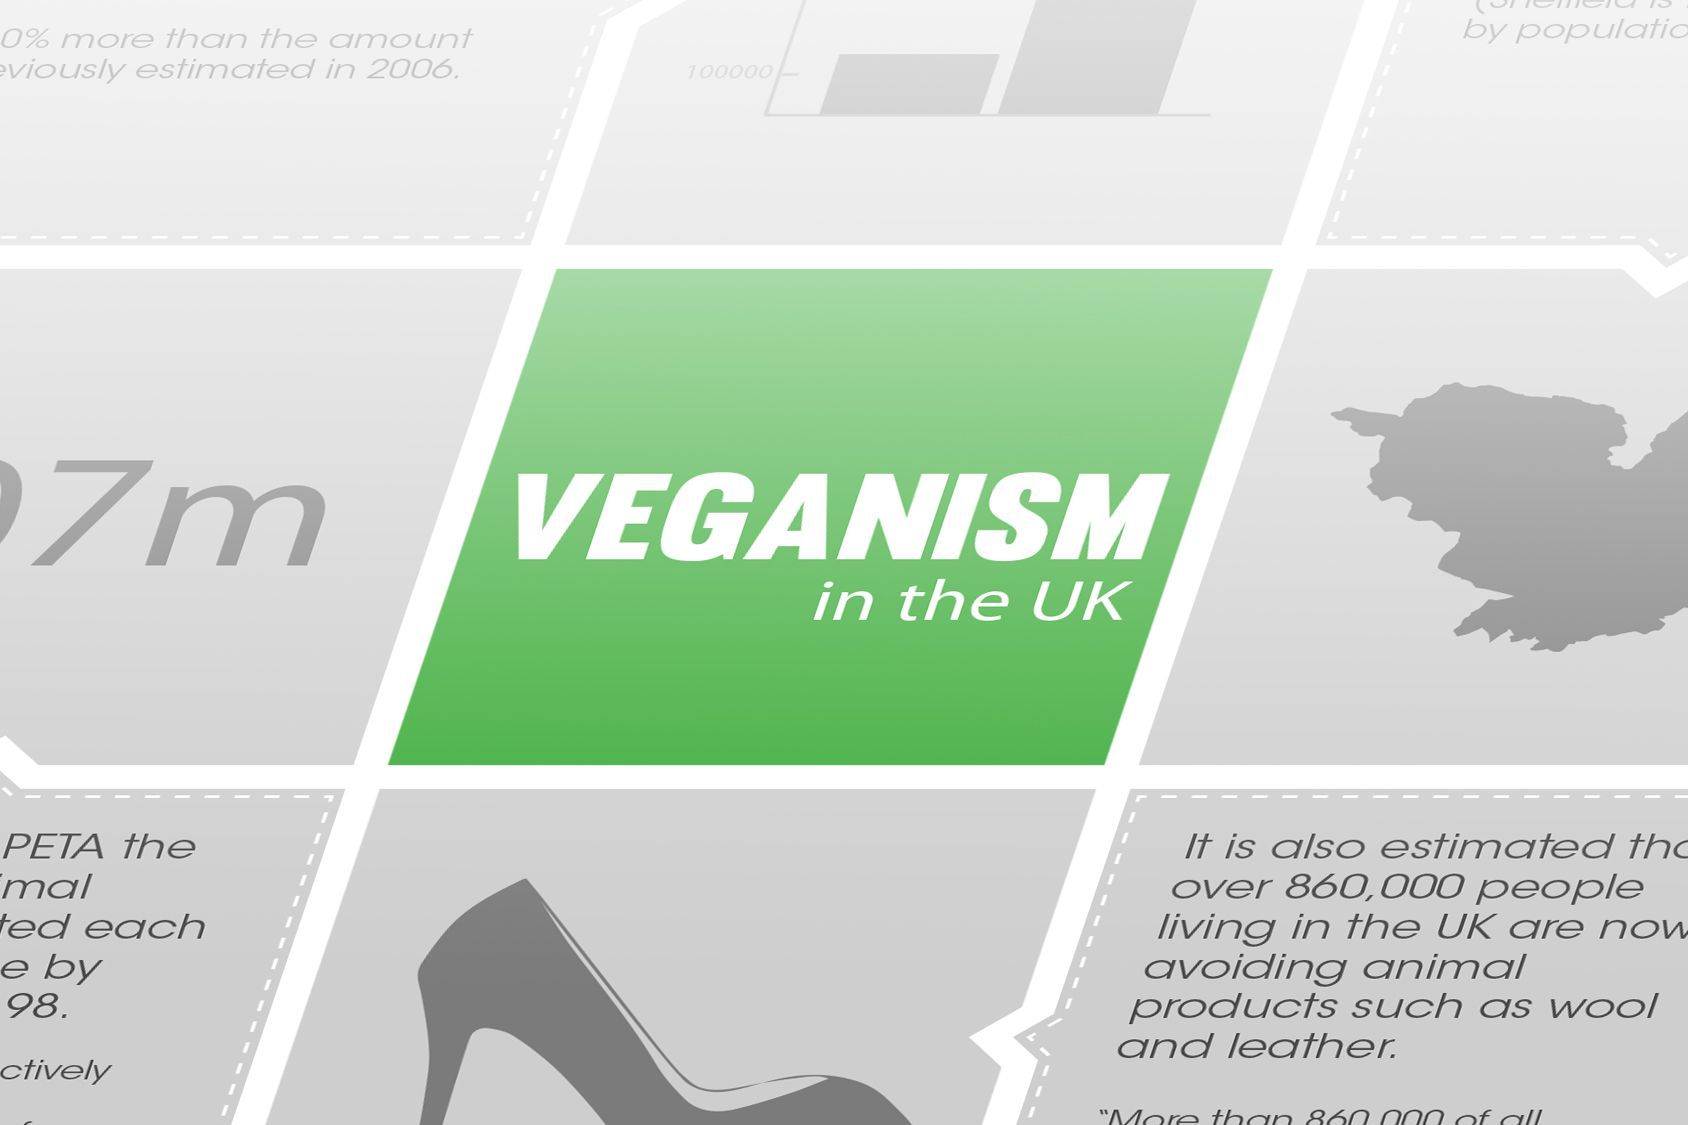 0% more than the amount
eviously estimated in 2006.
100000
by populatio
7m
VEGANISM
in the UK
PETA the
imal
ted each
e by
98.
ctively
It is also estimated tha
over 860,000 people
living in the UK are now
avoiding animal
products such as wool
and leather.
“More than 860,000 of all